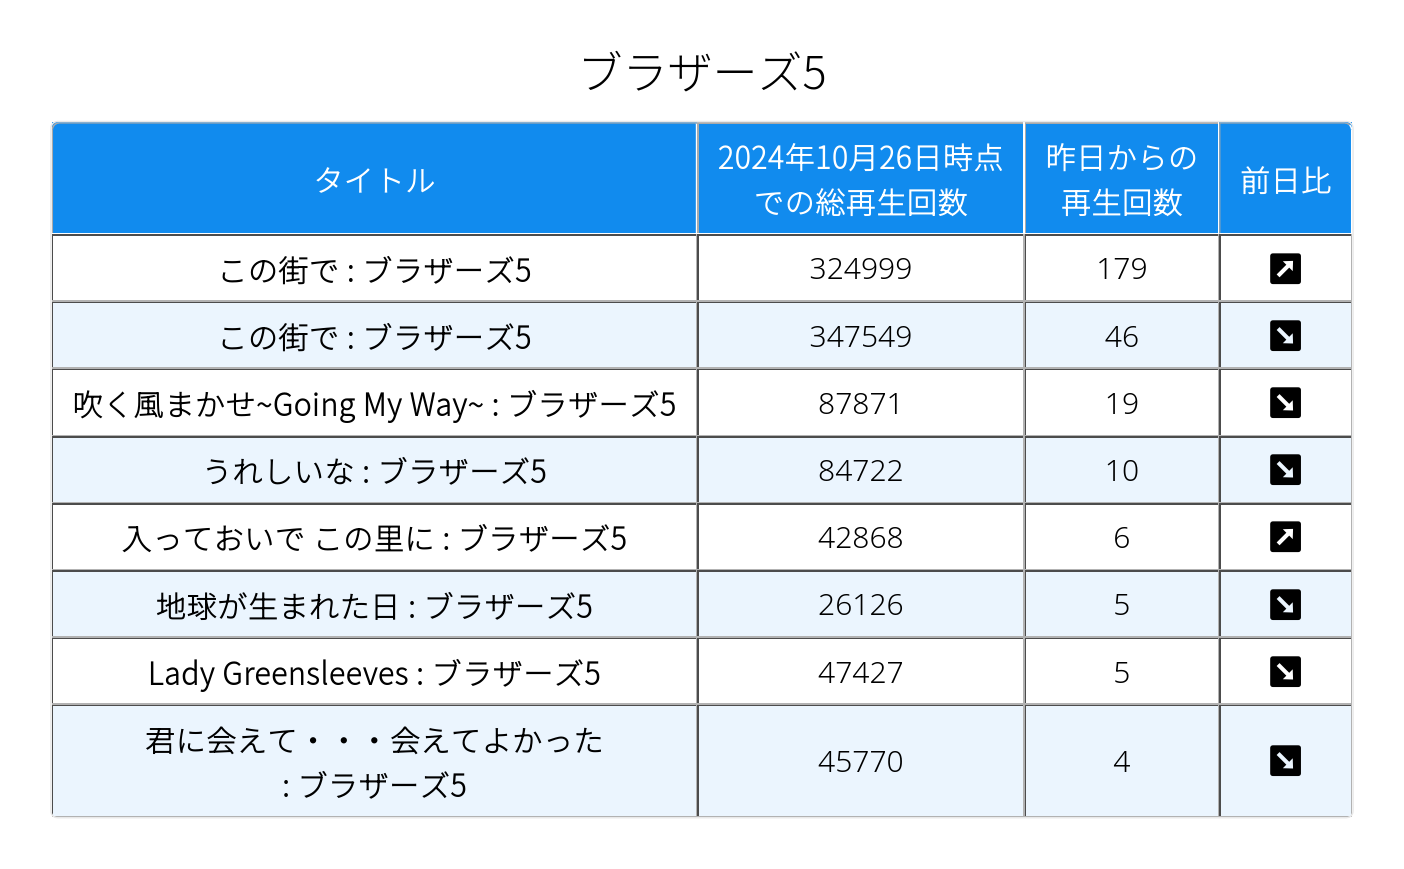 ブラザーズ5
タイトル
2024年10月26日時点
での総再生回数
昨日からの
再生回数
前日比
この街で : ブラザーズ5
324999
179
↗
この街で : ブラザーズ5
347549
46
↘
吹く風まかせ~Going My Way~ : ブラザーズ5
87871
19
↘
うれしいな : ブラザーズ5
84722
10
↘
入っておいで この里に : ブラザーズ5
42868
6
↗
地球が生まれた日 : ブラザーズ5
26126
5
↘
Lady Greensleeves : ブラザーズ5
47427
5
↘
君に会えて・・・会えてよかった
: ブラザーズ5
45770
4
↘